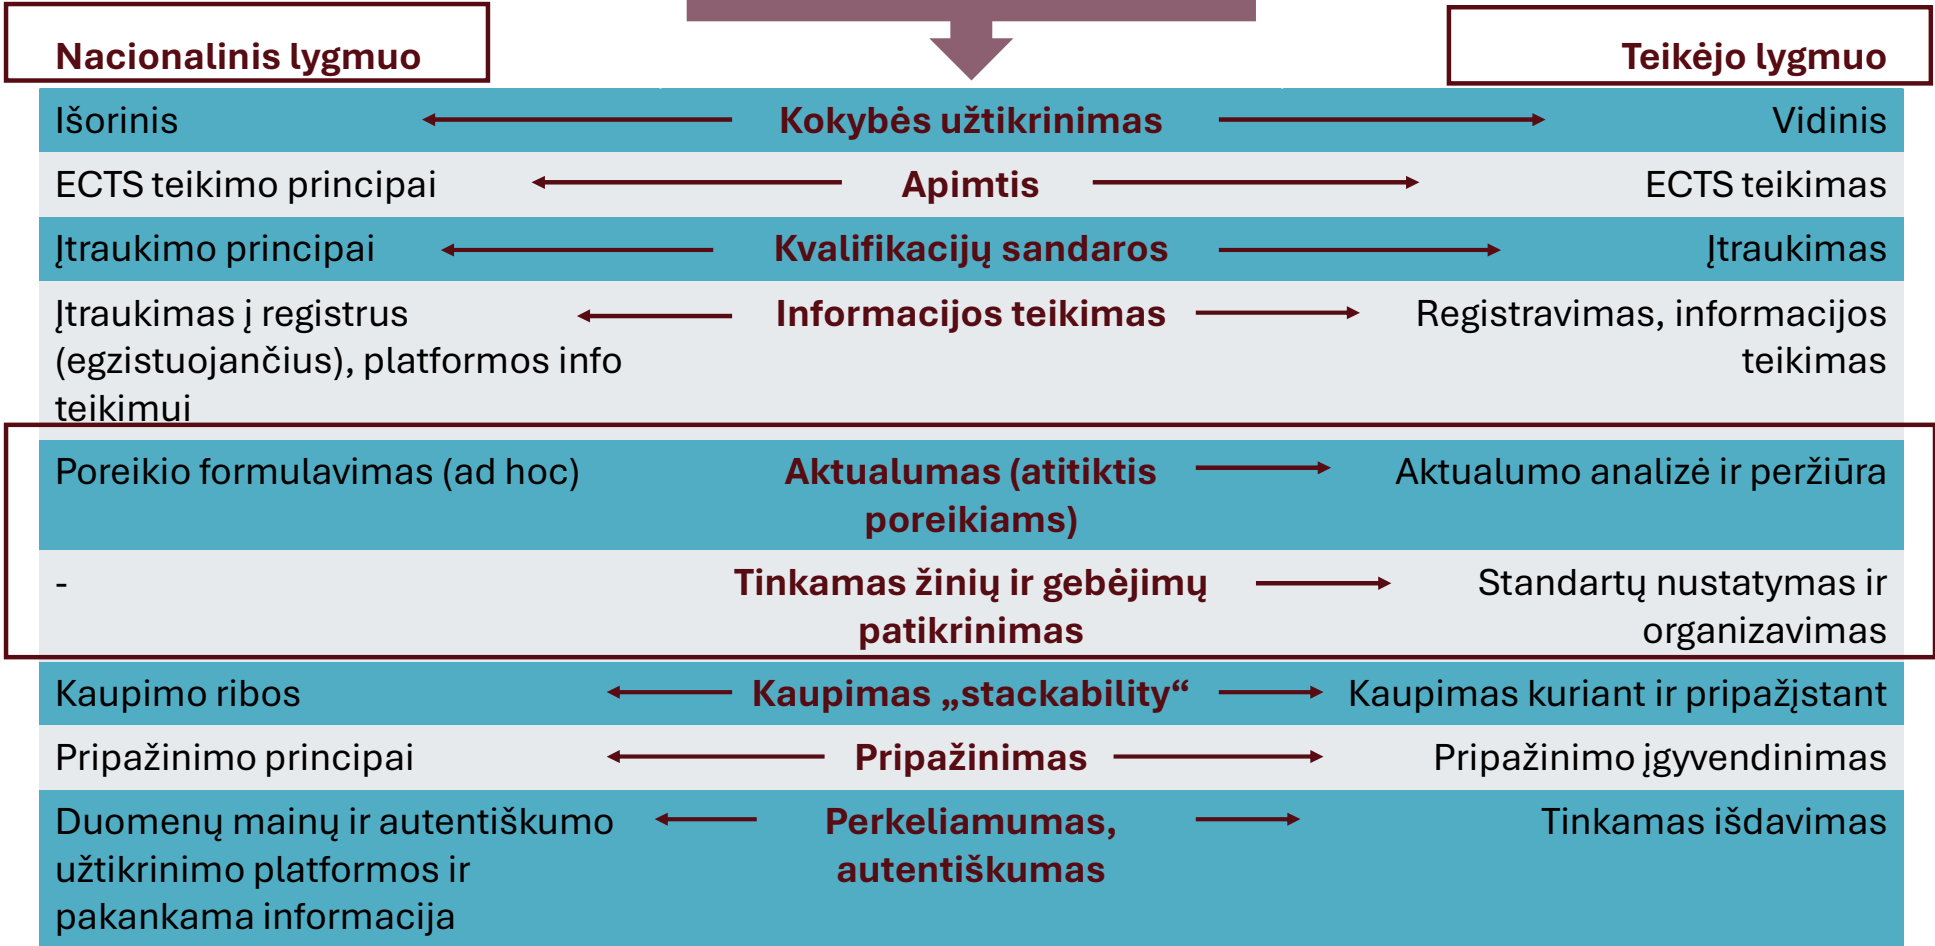 Nacionalinis lygmuo
Teikėjo lygmuo
Išorinis
Kokybės užtikrinimas
Vidinis
ECTS teikimo principai
Apimtis
ECTS teikimas
Įtraukimo principai
Kvalifikacijų sandaros
Įtraukimas
Įtraukimas į registrus
(egzistuojančius), platformos info
teikimui
Informacijos teikimas
Registravimas, informacijos
teikimas
Poreikio formulavimas (ad hoc)
Aktualumas (atitiktis
poreikiams)
Aktualumo analizė ir peržiūra
-
Tinkamas žinių ir gebėjimų
patikrinimas
Standartų nustatymas ir
organizavimas
Kaupimo ribos
Kaupimas „stackability“
Kaupimas kuriant ir pripažįstant
Pripažinimo principai
Pripažinimas
Pripažinimo įgyvendinimas
Duomenų mainų ir autentiškumo
užtikrinimo platformos ir
pakankama informacija
Perkeliamumas,
autentiškumas
Tinkamas išdavimas